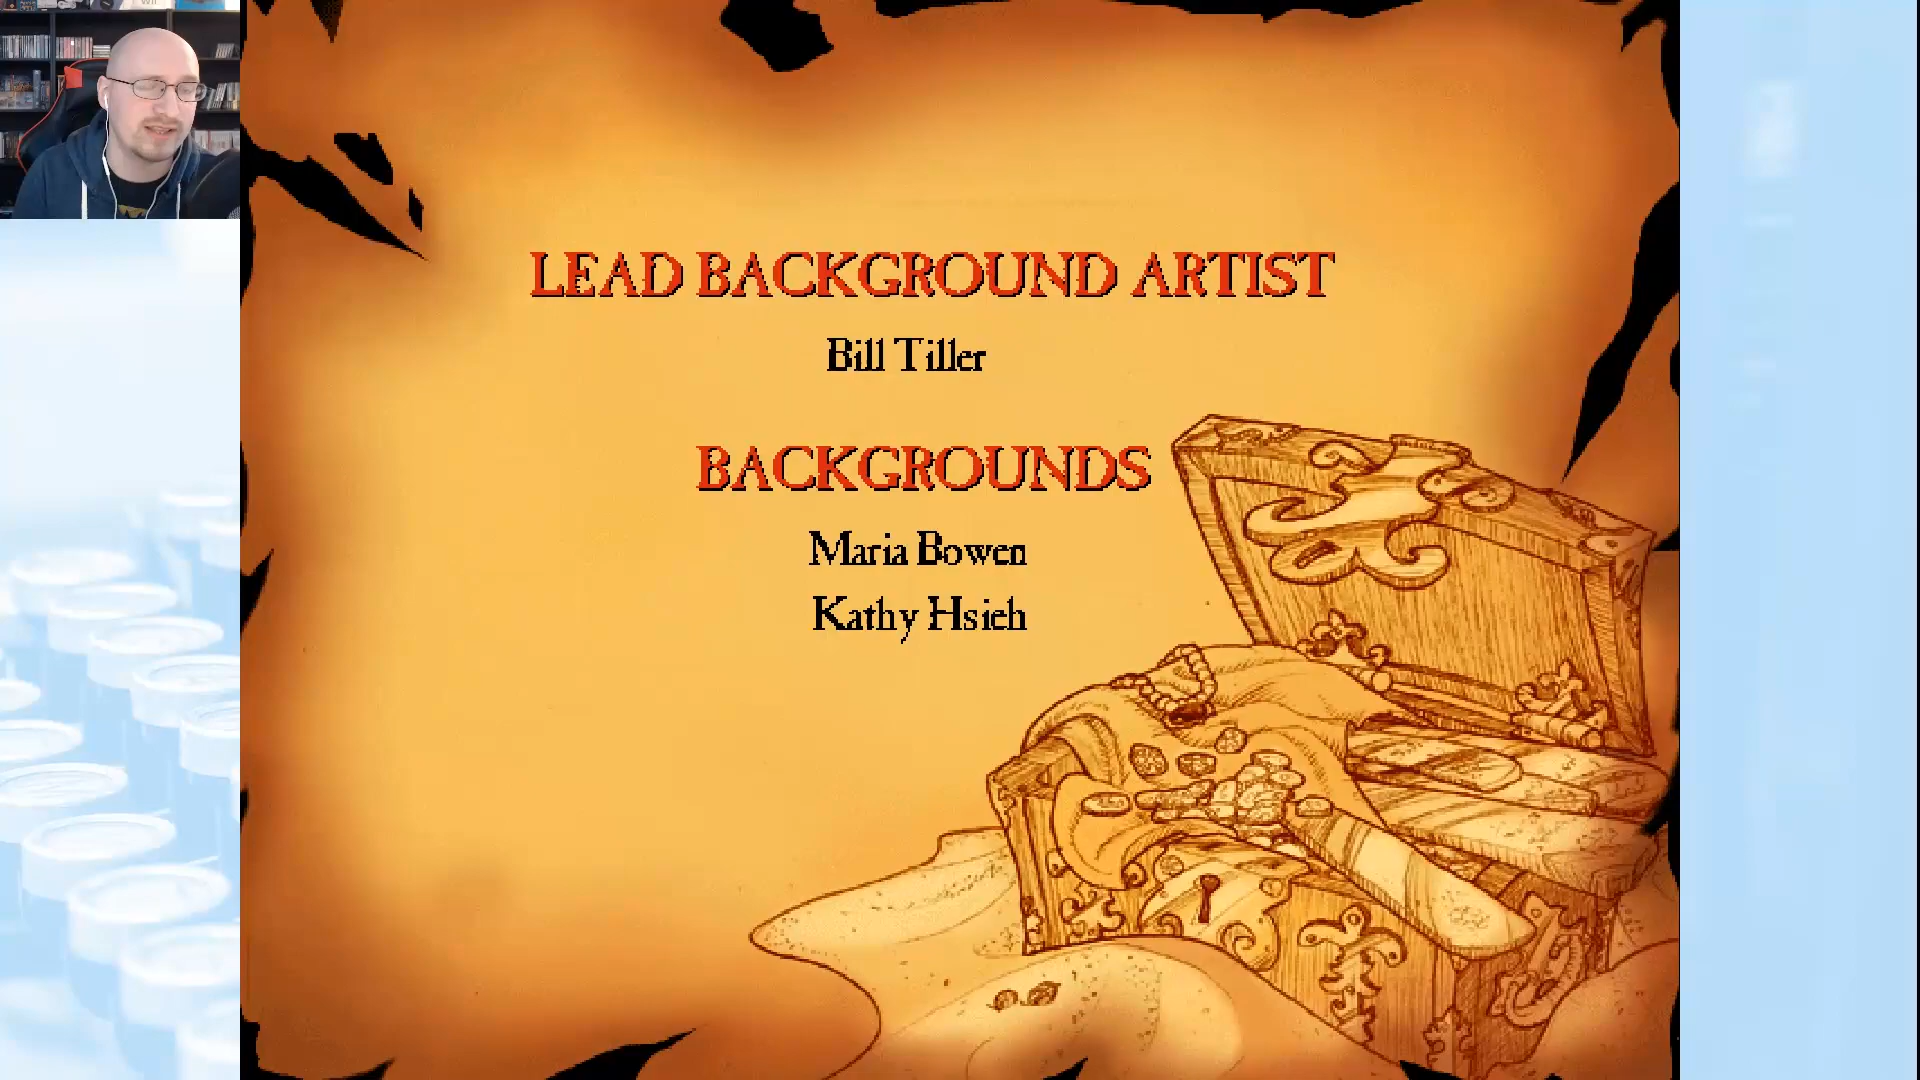 LEAD BACKGROUND ARTIST
Bill Tiller
BACKGROUNDS
Maria Bowen
Kathy Hsieh